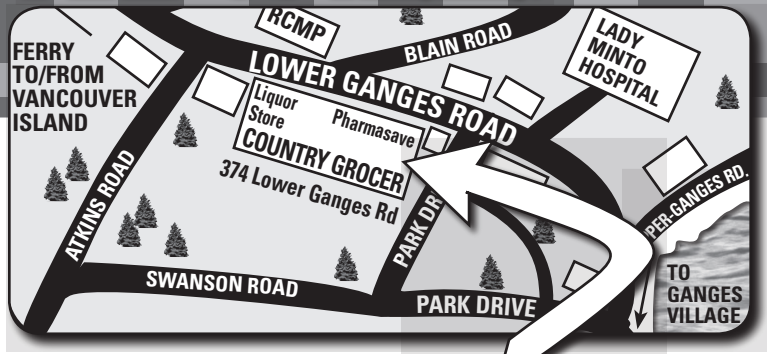 RCMP
BLAIN ROAD
LADY
MINTO
HOSPITAL
FERRY
TO/FROM
VANCOUVER
ISLAND
LOWER GANGES ROAD
Liquor
Store
Pharmasave
COUNTRY GROCER
374 Lower Ganges Rd
ATKINS ROAD
PARK DR
PER-GANGES RD.
SWANSON ROAD
PARK DRIVE
TO
GANGES
VILLAGE